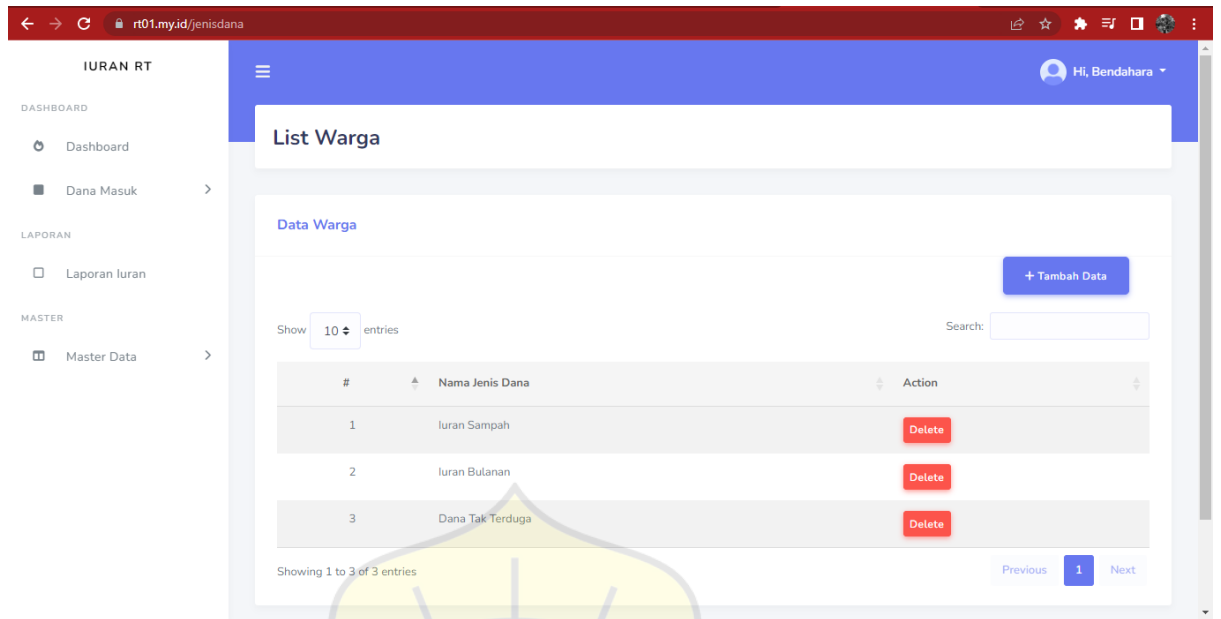 rt01.my.id/jenisdana
IURAN RT
Hi, Bendahara
DASHBOARD
Dashboard
Dana Masuk
LAPORAN
Laporan Iuran
MASTER
Master Data
List Warga
Data Warga
+ Tambah Data
Show 10 entries
Search:
# Nama Jenis Dana Action
1 Iuran Sampah Delete
2 Iuran Bulanan Delete
3 Dana Tak Terduga Delete
Showing 1 to 3 of 3 entries
Previous 1 Next